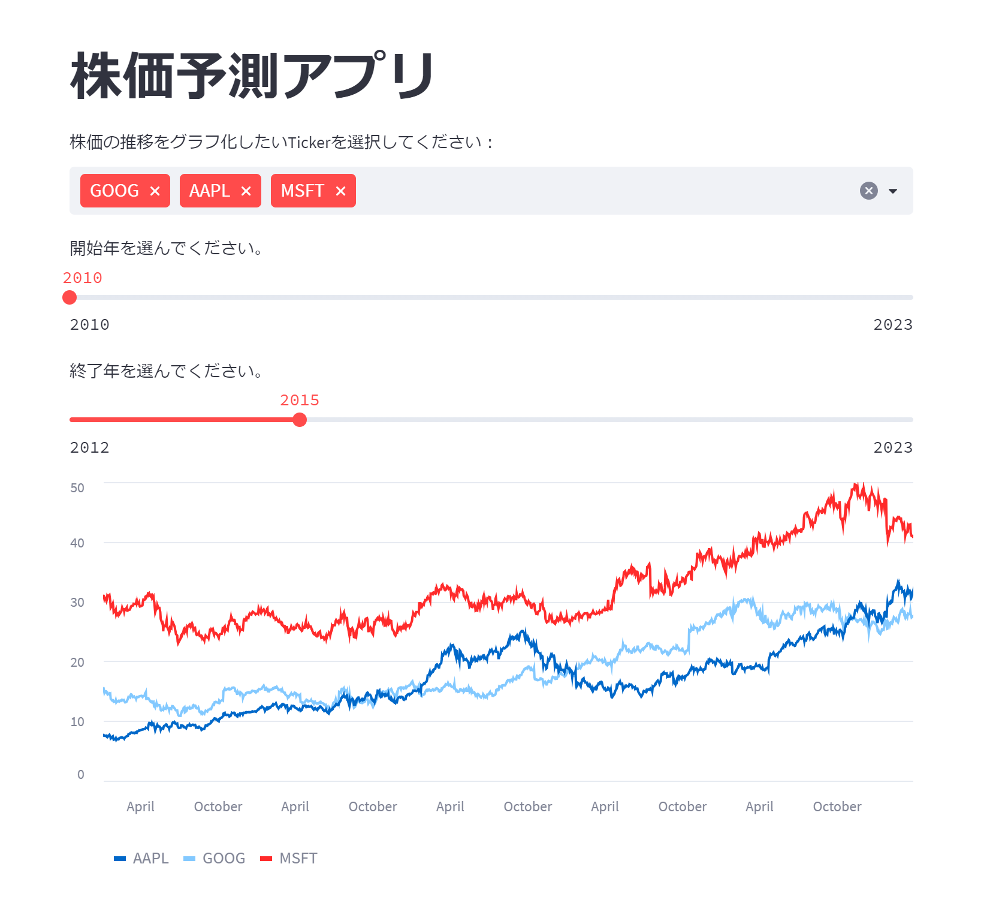 株価予測アプリ
株価の推移をグラフ化したいTickerを選択してください：
GOOG AAPL MSFT
開始年を選んでください。
2010
2010 2023
終了年を選んでください。
2015
2012 2023
50
40
30
20
10
0
April October April October April October April October April October
AAPL GOOG MSFT